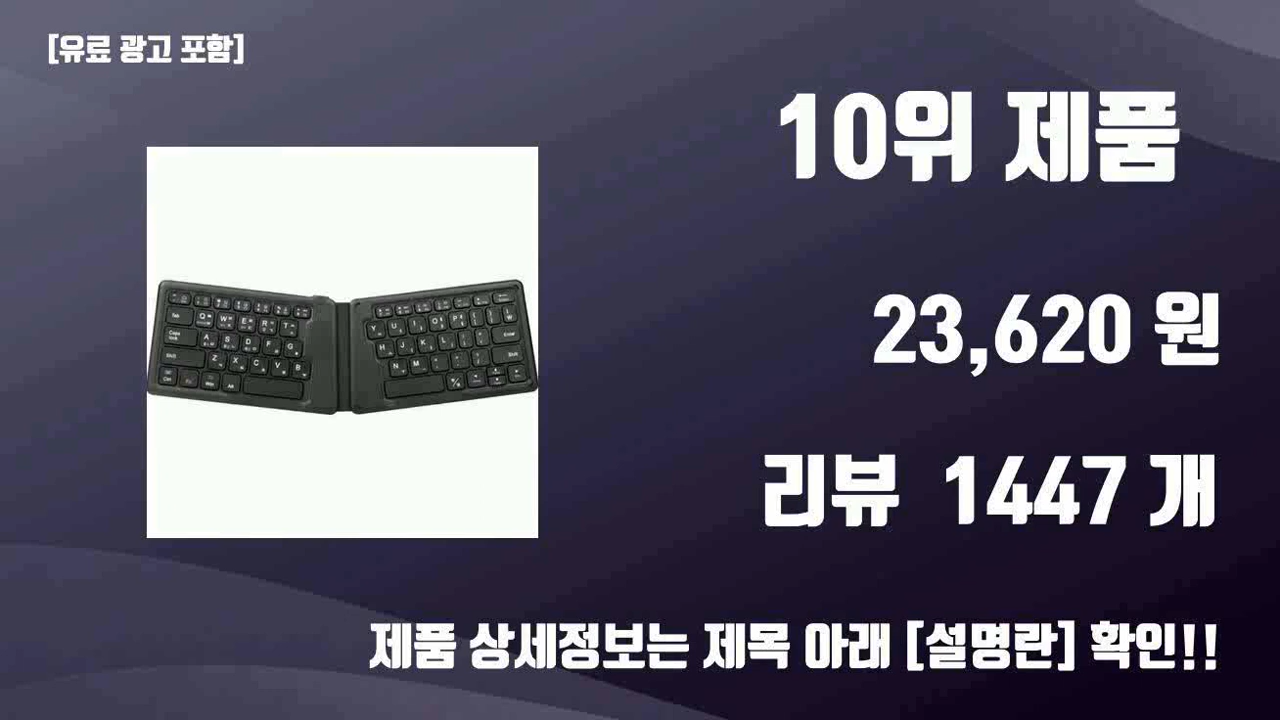 [유료 광고 포함]
10위 제품
23,620 원
리뷰 1447 개
제품 상세정보는 제목 아래 [설명란] 확인!!